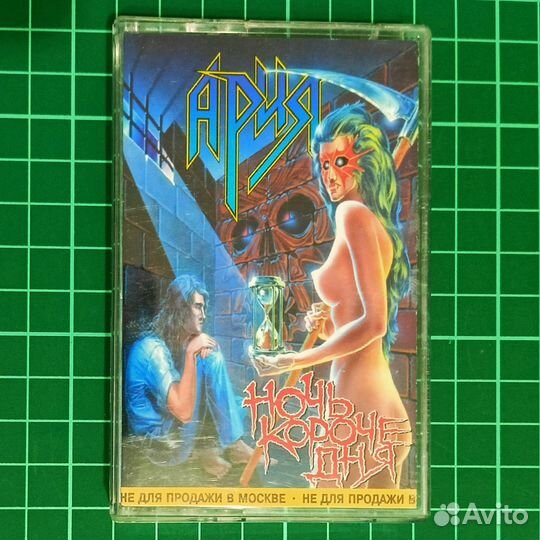 Ария
Ночь
короче
дня
НЕ ДЛЯ ПРОДАЖИ В МОСКВЕ · НЕ ДЛЯ ПРОДАЖИ В
Avito